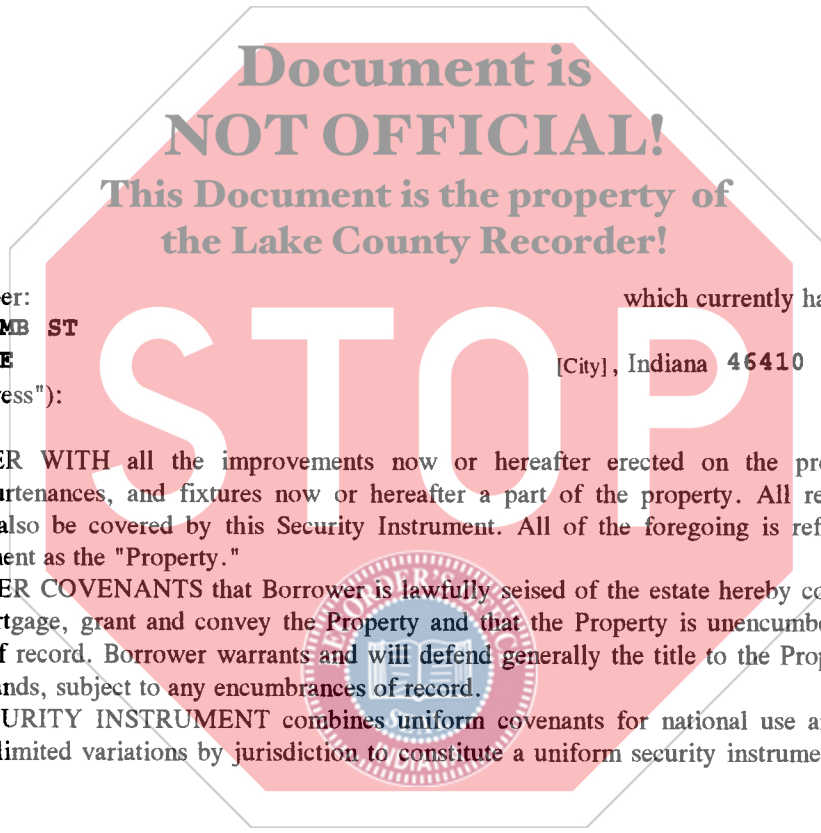 Document is
NOT OFFICIAL!
This Document is the property of
the Lake County Recorder!
er: which currently ha
MB ST
E [City], Indiana 46410
ess"):
STOP
ER WITH all the improvements now or hereafter erected on the pro
urtenances, and fixtures now or hereafter a part of the property. All re
also be covered by this Security Instrument. All of the foregoing is ref
ent as the "Property."
ER COVENANTS that Borrower is lawfully seised of the estate hereby co
rtgage, grant and convey the Property and that the Property is unencumbe
f record. Borrower warrants and will defend generally the title to the Prop
nds, subject to any encumbrances of record.
URITY INSTRUMENT combines uniform covenants for national use a
limited variations by jurisdiction to constitute a uniform security instrume